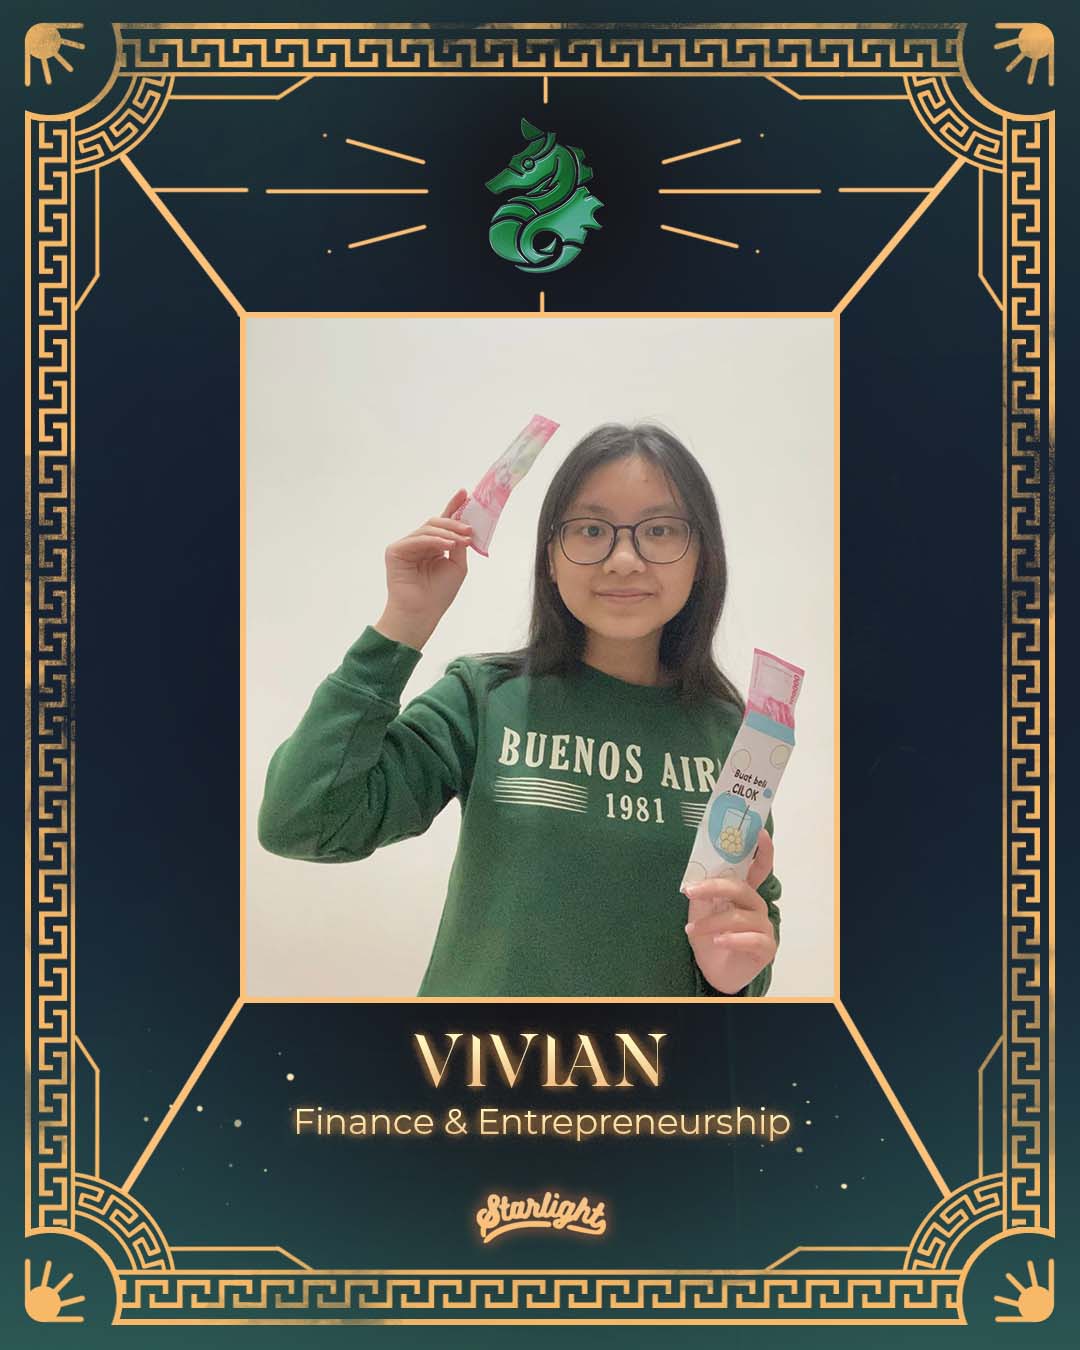 BUENOS AIR
1981
Buat beli
CILOK
VIVIAN
Finance & Entrepreneurship
Starlight